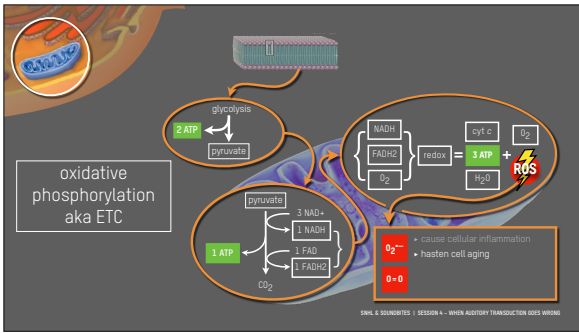 glycolysis
2 ATP
pyruvate
oxidative
phosphorylation
aka ETC
pyruvate
3 NAD+
1 NADH
1 ATP
1 FAD
1 FADH2
CO2
NADH
FADH2
O2
redox
=
cyt c
3 ATP
H2O
+
O2
ROS
O2•—
▸ cause cellular inflammation
▸ hasten cell aging
O=O
SNHL & SOUNDBITES | SESSION 4 – WHEN AUDITORY TRANSDUCTION GOES WRONG